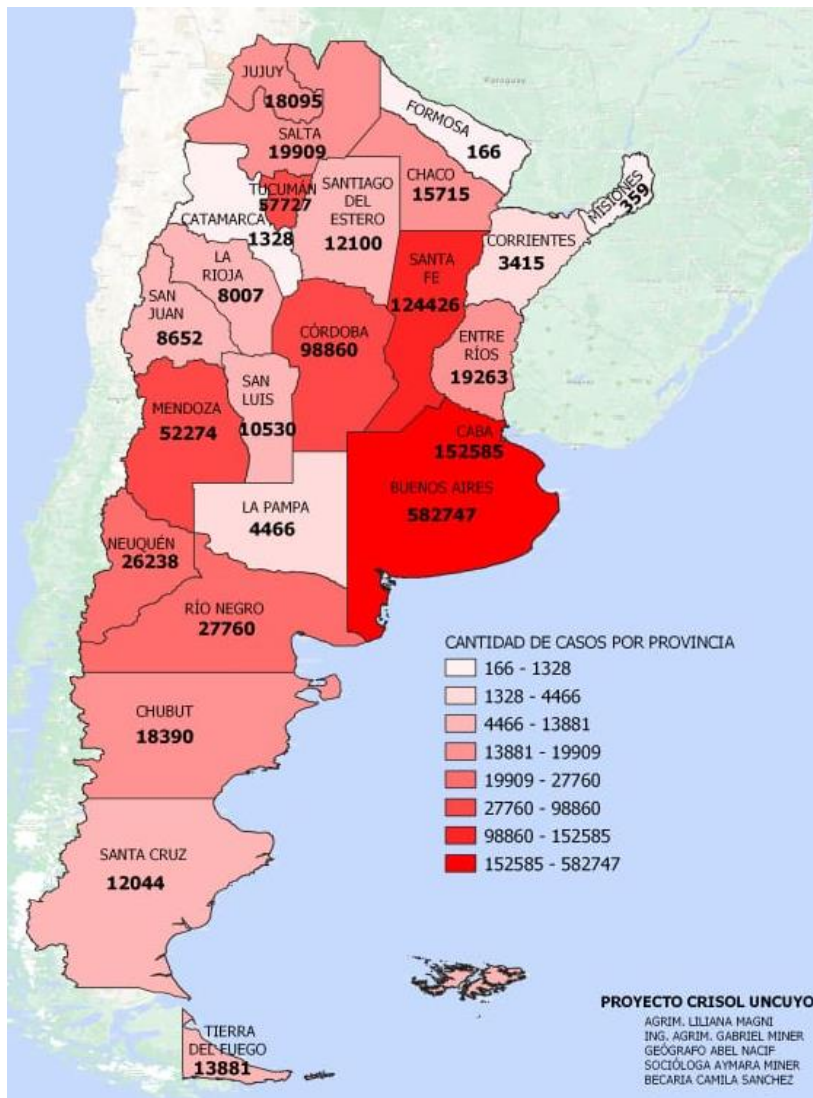 JUJUY
18095
SALTA
19909
Paraguay
FORMOSA
166
CHACO
15715
MISIONES
359
TUCUMÁN
57727
SANTIAGO
DEL
ESTERO
12100
CATAMARCA
1328
CORRIENTES
3415
LA
RIOJA
8007
SANTA
FE
124426
SAN
JUAN
8652
CÓRDOBA
98860
ENTRE
RÍOS
19263
SAN
LUIS
10530
MENDOZA
52274
CABA
152585
BUENOS AIRES
582747
LA PAMPA
4466
NEUQUÉN
26238
RÍO NEGRO
27760
CHUBUT
18390
SANTA CRUZ
12044
TIERRA
DEL FUEGO
13881
CANTIDAD DE CASOS POR PROVINCIA
166 - 1328
1328 - 4466
4466 - 13881
13881 - 19909
19909 - 27760
27760 - 98860
98860 - 152585
152585 - 582747
PROYECTO CRISOL UNCUYO
AGRIM. LILIANA MAGNI
ING. AGRIM. GABRIEL MINER
GEÓGRAFO ABEL NACIF
SOCIÓLOGA AYMARA MINER
BECARIA CAMILA SANCHEZ